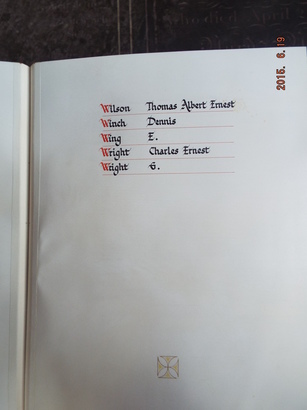 2015. 6. 19
Wilson Thomas Albert Ernest
Winch Dennis
Wing E.
Wright Charles Ernest
Wright G.